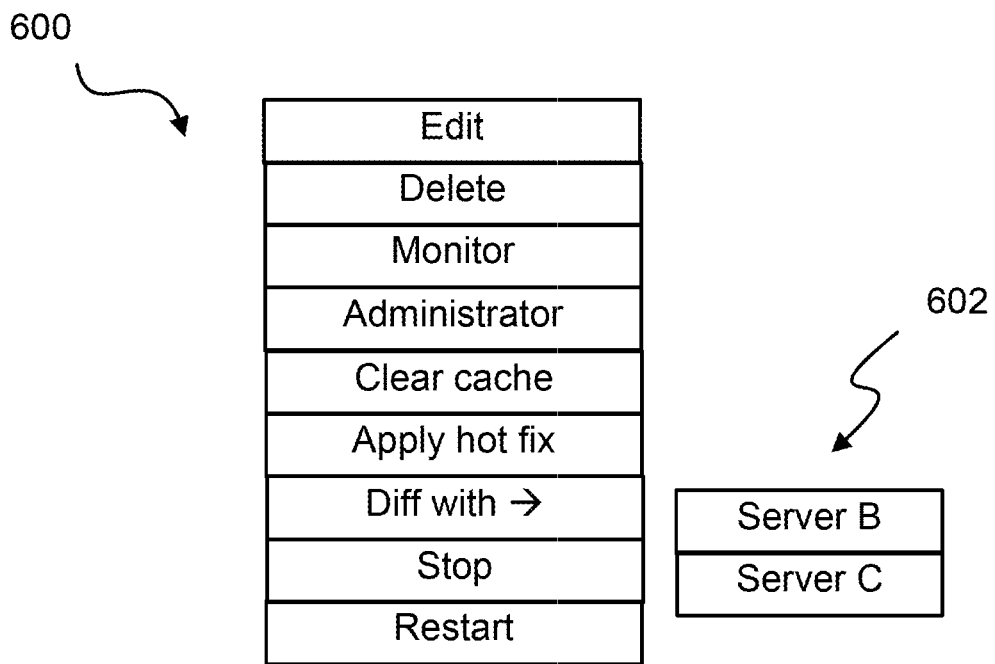 600
Edit
Delete
Monitor
Administrator
602
Clear cache
Apply hot fix
Diff with →
Server B
Stop
Server C
Restart